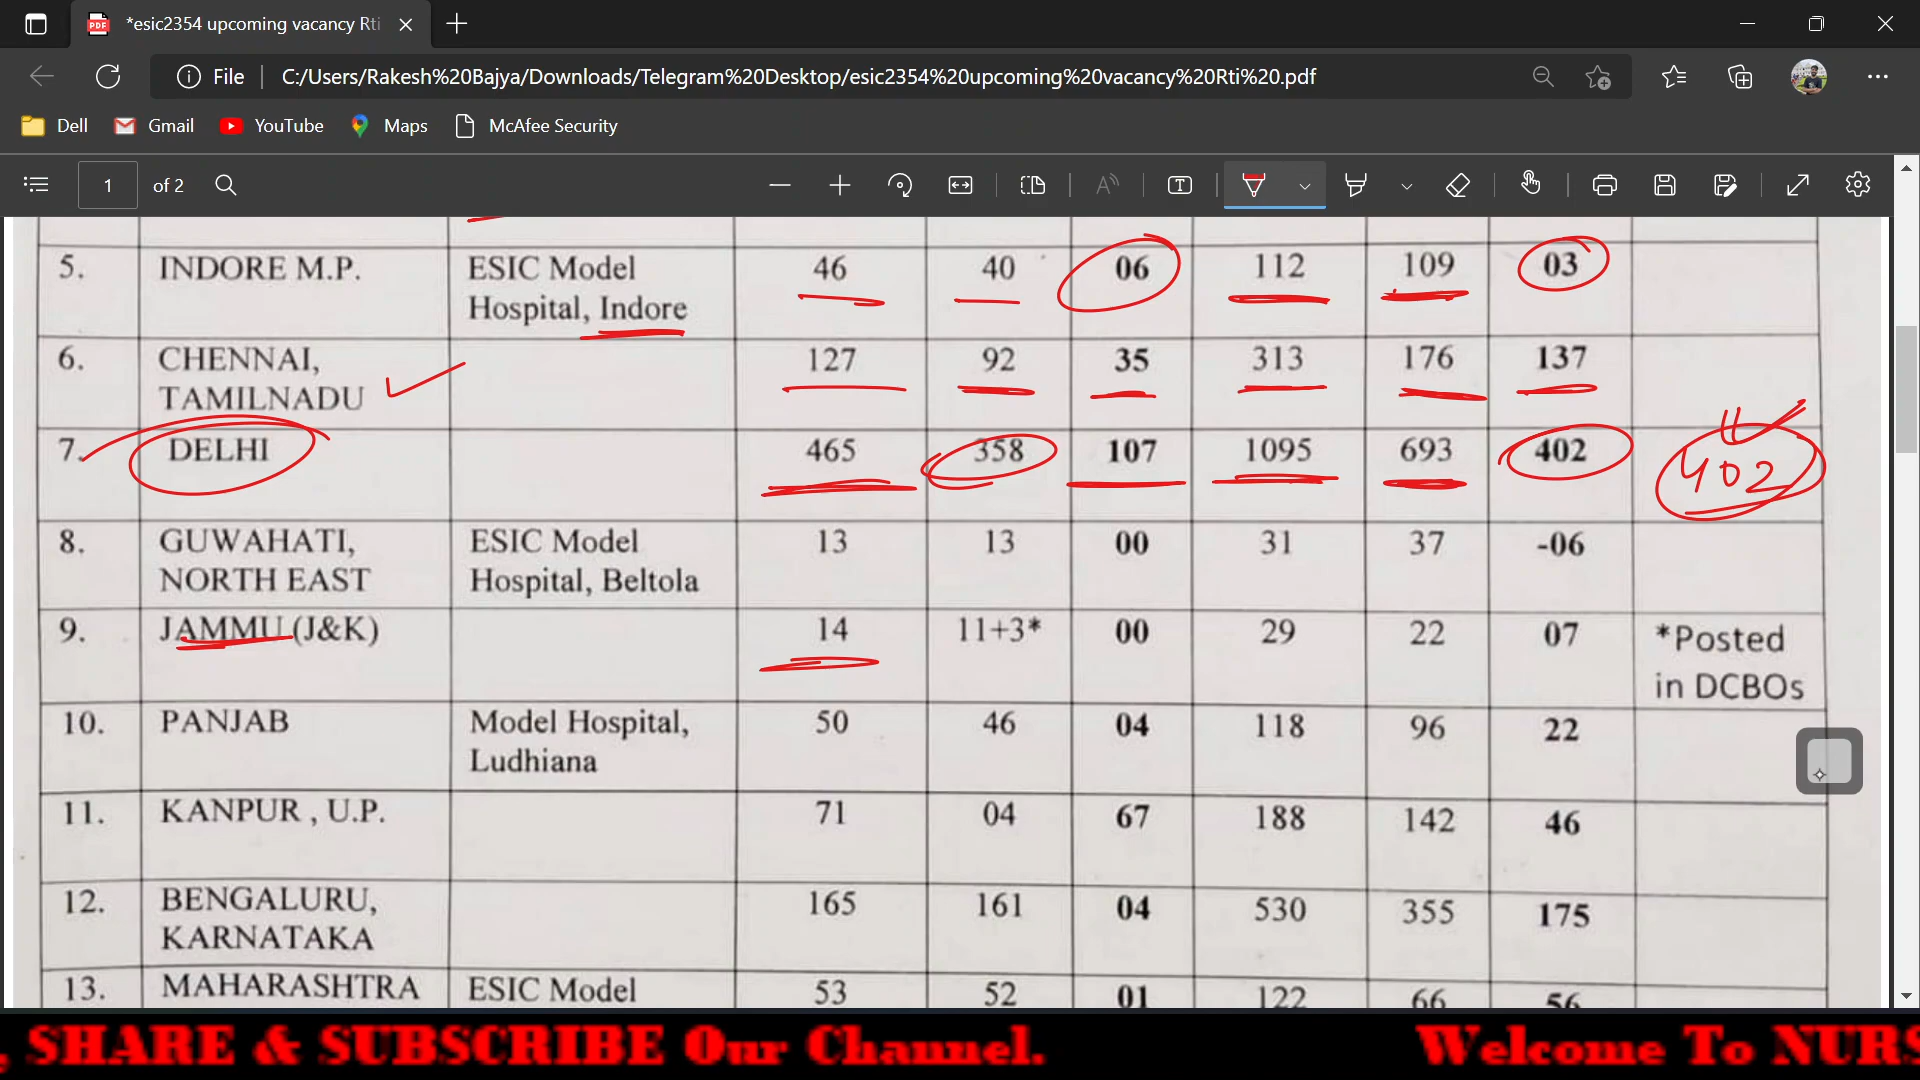 *esic2354 upcoming vacancy Rti
File C:/Users/Rakesh%20Bajya/Downloads/Telegram%20Desktop/esic2354%20upcoming%20vacancy%20Rti%20.pdf
Dell Gmail YouTube Maps McAfee Security
1 of 2
5. INDORE M.P. ESIC Model 46 40 06 112 109 03
Hospital, Indore
6. CHENNAI, 127 92 35 313 176 137
TAMILNADU
7. DELHI 465 358 107 1095 693 402 402
8. GUWAHATI, ESIC Model 13 13 00 31 37 -06
NORTH EAST Hospital, Beltola
9. JAMMU (J&K) 14 11+3* 00 29 22 07 *Posted
in DCBOs
10. PANJAB Model Hospital, 50 46 04 118 96 22
Ludhiana
11. KANPUR , U.P. 71 04 67 188 142 46
12. BENGALURU, 165 161 04 530 355 175
KARNATAKA
13. MAHARASHTRA ESIC Model 53 52 01 122 66 56
, SHARE & SUBSCRIBE Our Channel. Welcome To NURS